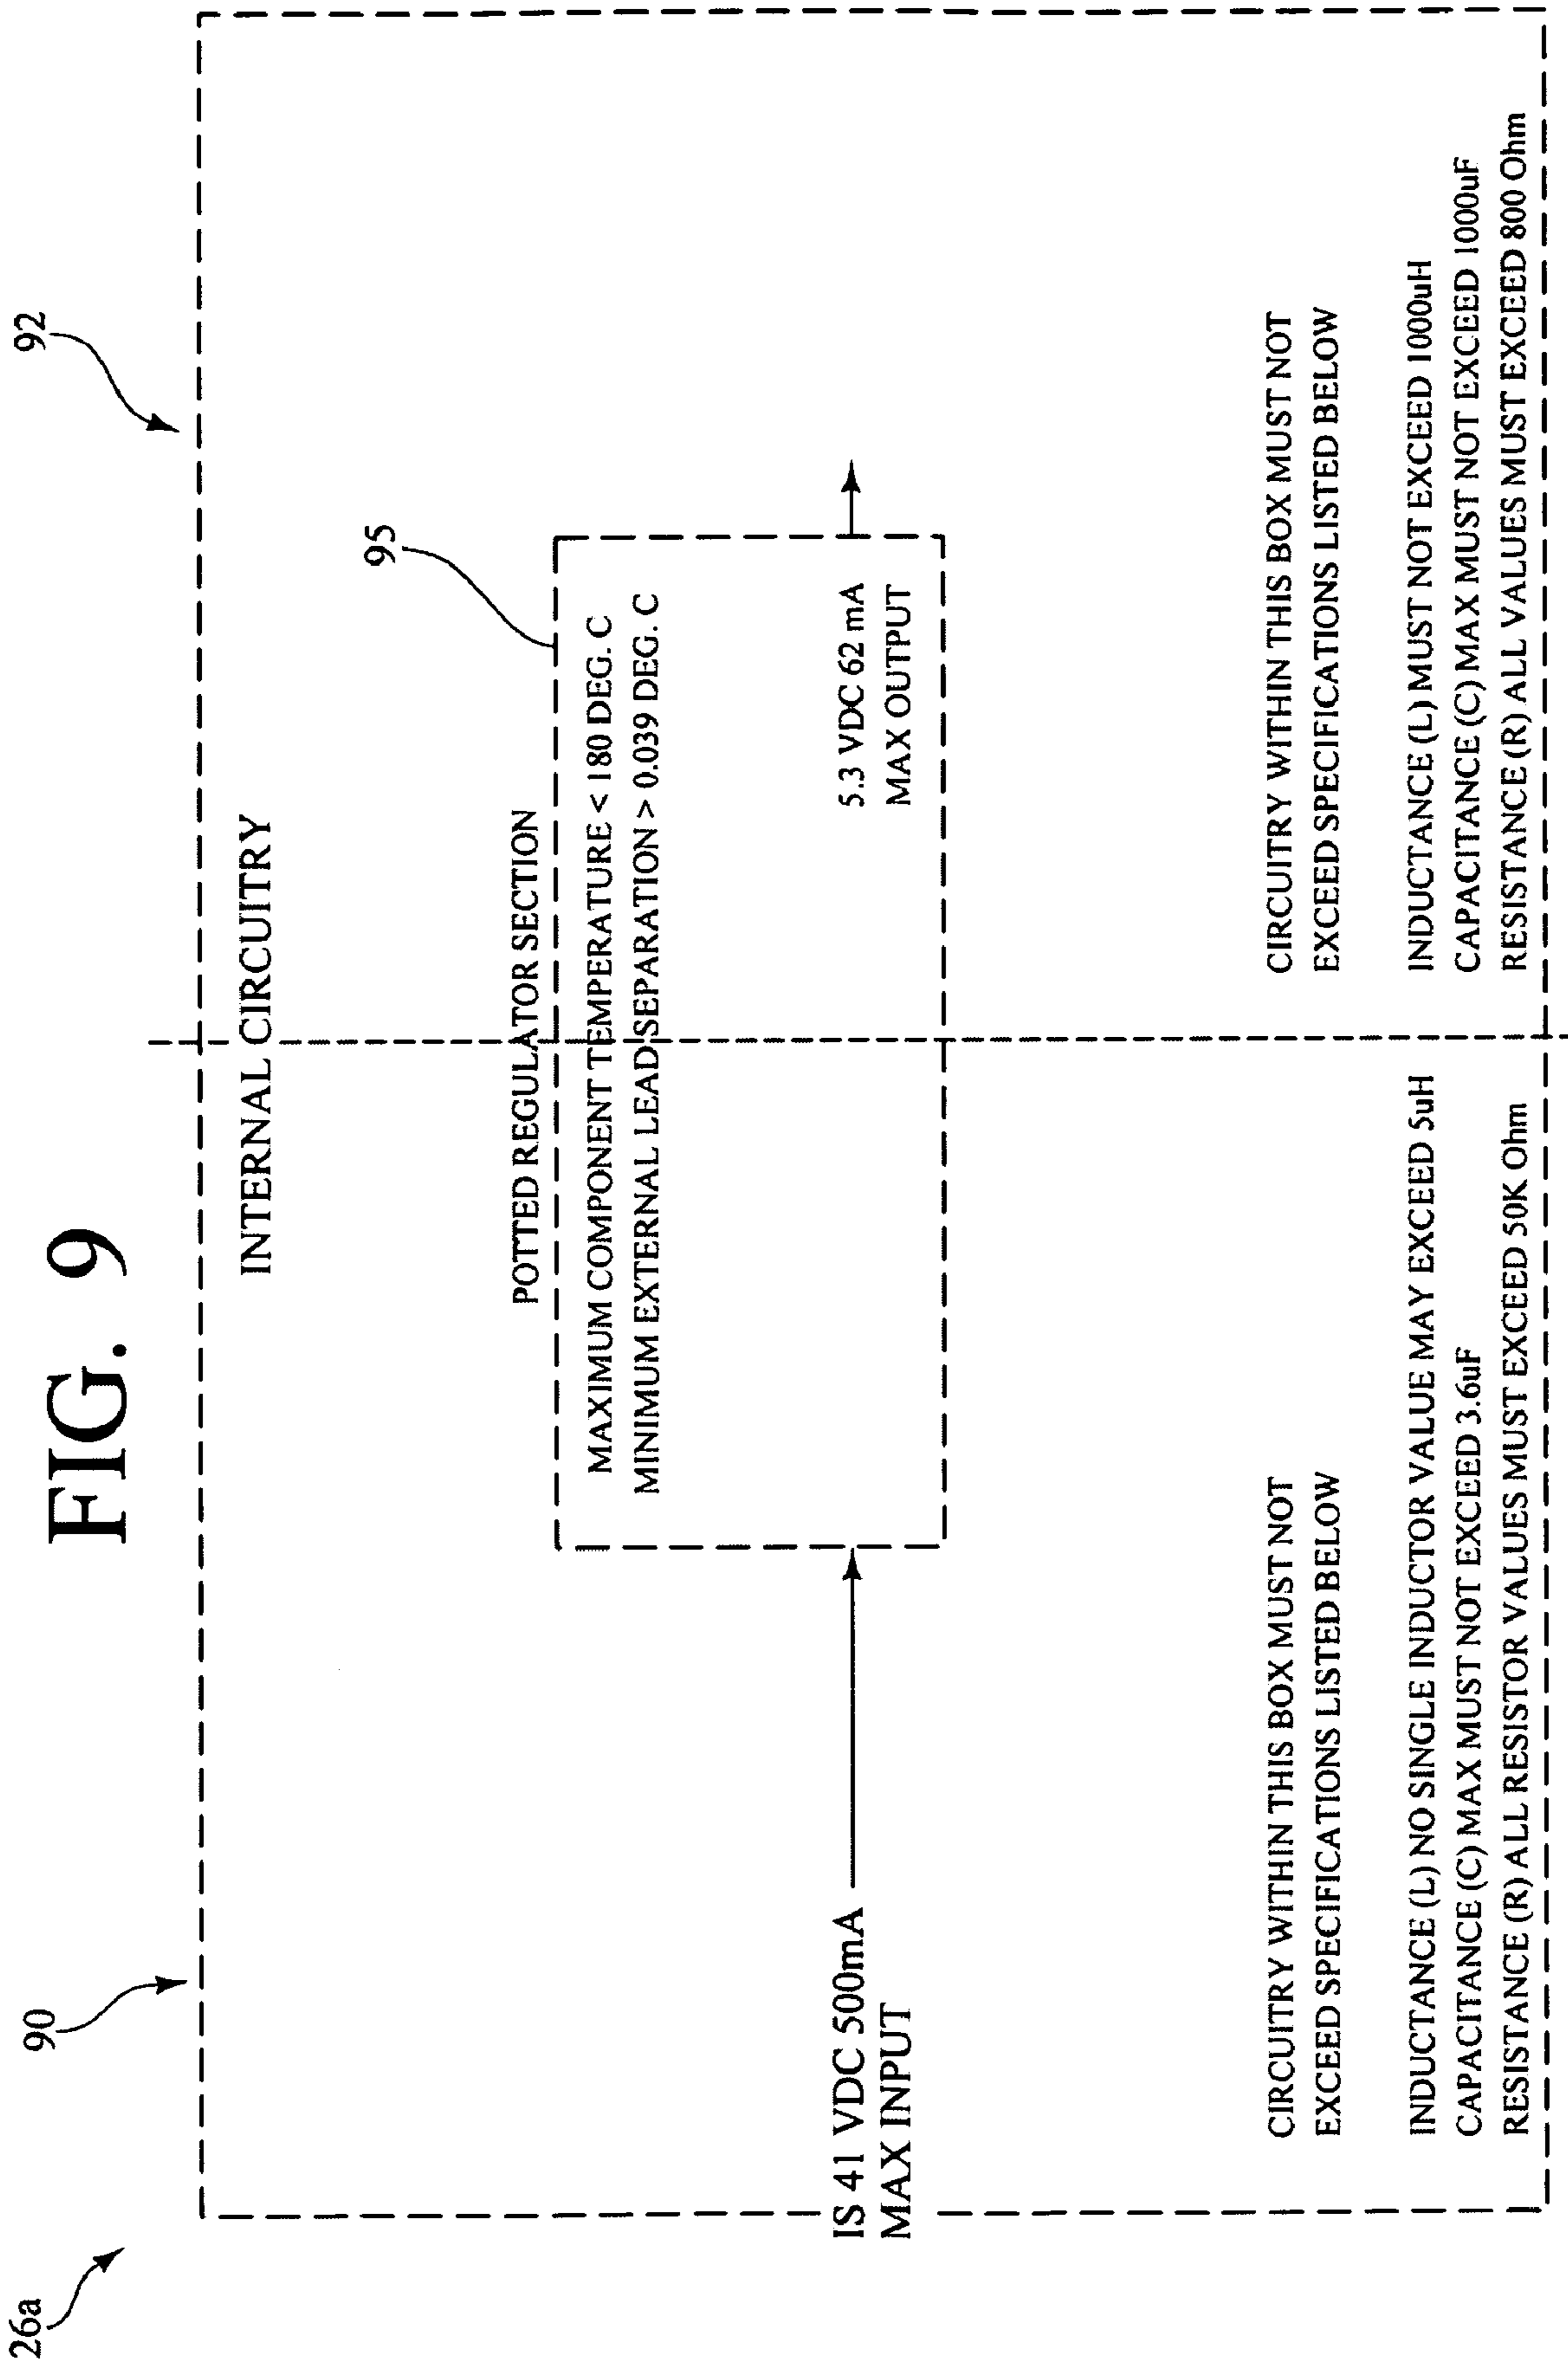 FIG. 9
26a
90
92
INTERNAL CIRCUITRY
95
POTTED REGULATOR SECTION
MAXIMUM COMPONENT TEMPERATURE < 180 DEG. C
MINIMUM EXTERNAL LEAD SEPARATION > 0.039 DEG. C
IS 41 VDC 500mA
MAX INPUT
5.3 VDC 62 mA
MAX OUTPUT
CIRCUITRY WITHIN THIS BOX MUST NOT
EXCEED SPECIFICATIONS LISTED BELOW
INDUCTANCE (L) NO SINGLE INDUCTOR VALUE MAY EXCEED 5uH
CAPACITANCE (C) MAX MUST NOT EXCEED 3.6uF
RESISTANCE (R) ALL RESISTOR VALUES MUST EXCEED 50K Ohm
CIRCUITRY WITHIN THIS BOX MUST NOT
EXCEED SPECIFICATIONS LISTED BELOW
INDUCTANCE (L) MUST NOT EXCEED 1000uH
CAPACITANCE (C) MAX MUST NOT EXCEED 1000uF
RESISTANCE (R) ALL VALUES MUST EXCEED 800 Ohm